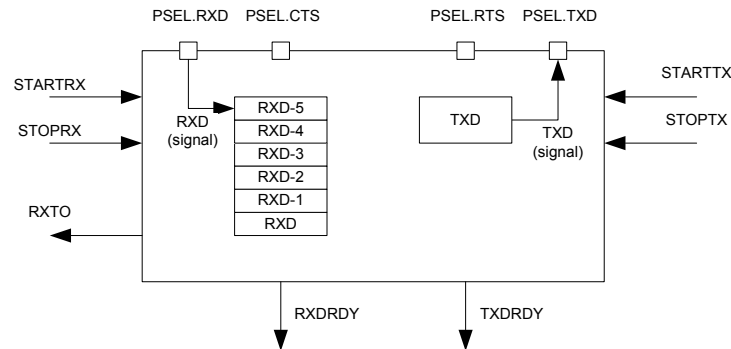 PSEL.RXD PSEL.CTS PSEL.RTS PSEL.TXD
STARTRX
STARTTX
RXD
(signal)
RXD-5
RXD-4
RXD-3
RXD-2
RXD-1
RXD
TXD
TXD
(signal)
STOPRX
STOPTX
RXTO
RXDRDY
TXDRDY